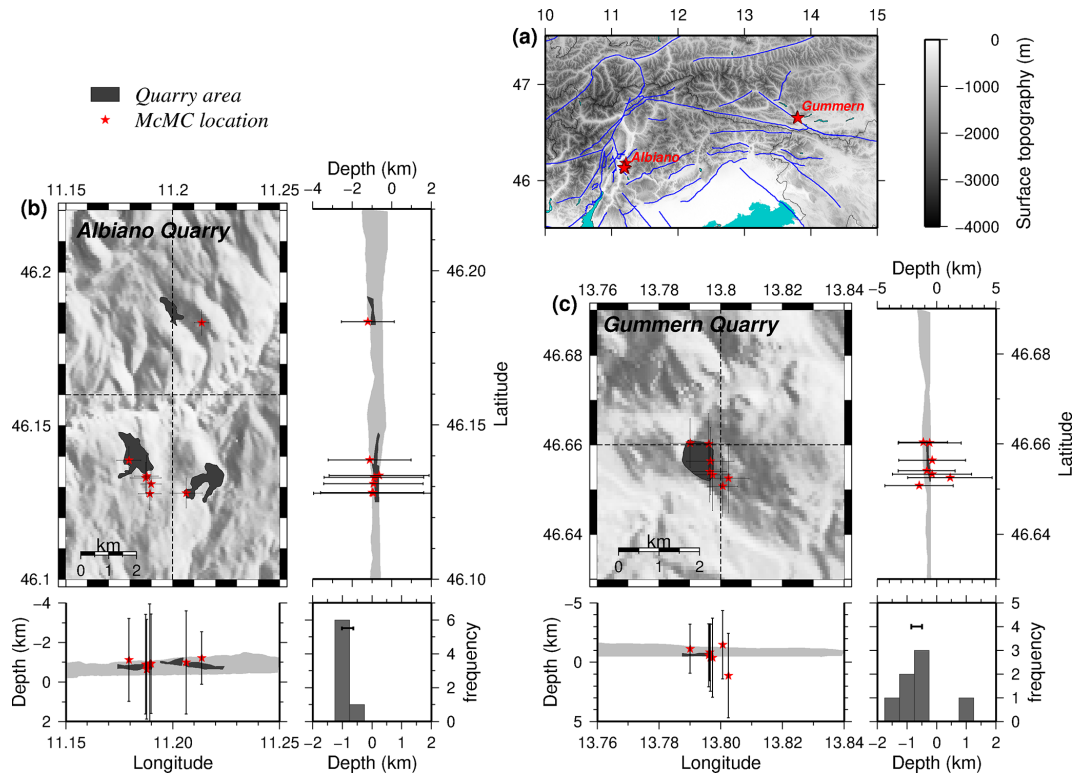 10 11 12 13 14 15
(a)
47
46
Gummern
Albiano
0
−1000
−2000
−3000
−4000
Surface topography (m)
Quarry area
McMC location
Depth (km)
11.15 11.2 11.25
−4 −2 0 2
(b)
Albiano Quarry
46.2
46.15
46.1
km
0 1 2
46.20
46.15
46.10
Latitude
−4
−2
0
2
Depth (km)
11.15 11.20 11.25
Longitude
0
2
4
6
8
frequency
−2 −1 0 1 2
Depth (km)
Depth (km)
13.76 13.78 13.8 13.82 13.84
−5 0 5
(c)
Gummern Quarry
46.68
46.66
46.64
km
0 1 2
46.68
46.66
46.64
Latitude
−5
0
5
Depth (km)
13.76 13.78 13.80 13.82 13.84
Longitude
0
1
2
3
4
5
frequency
−2 −1 0 1 2
Depth (km)